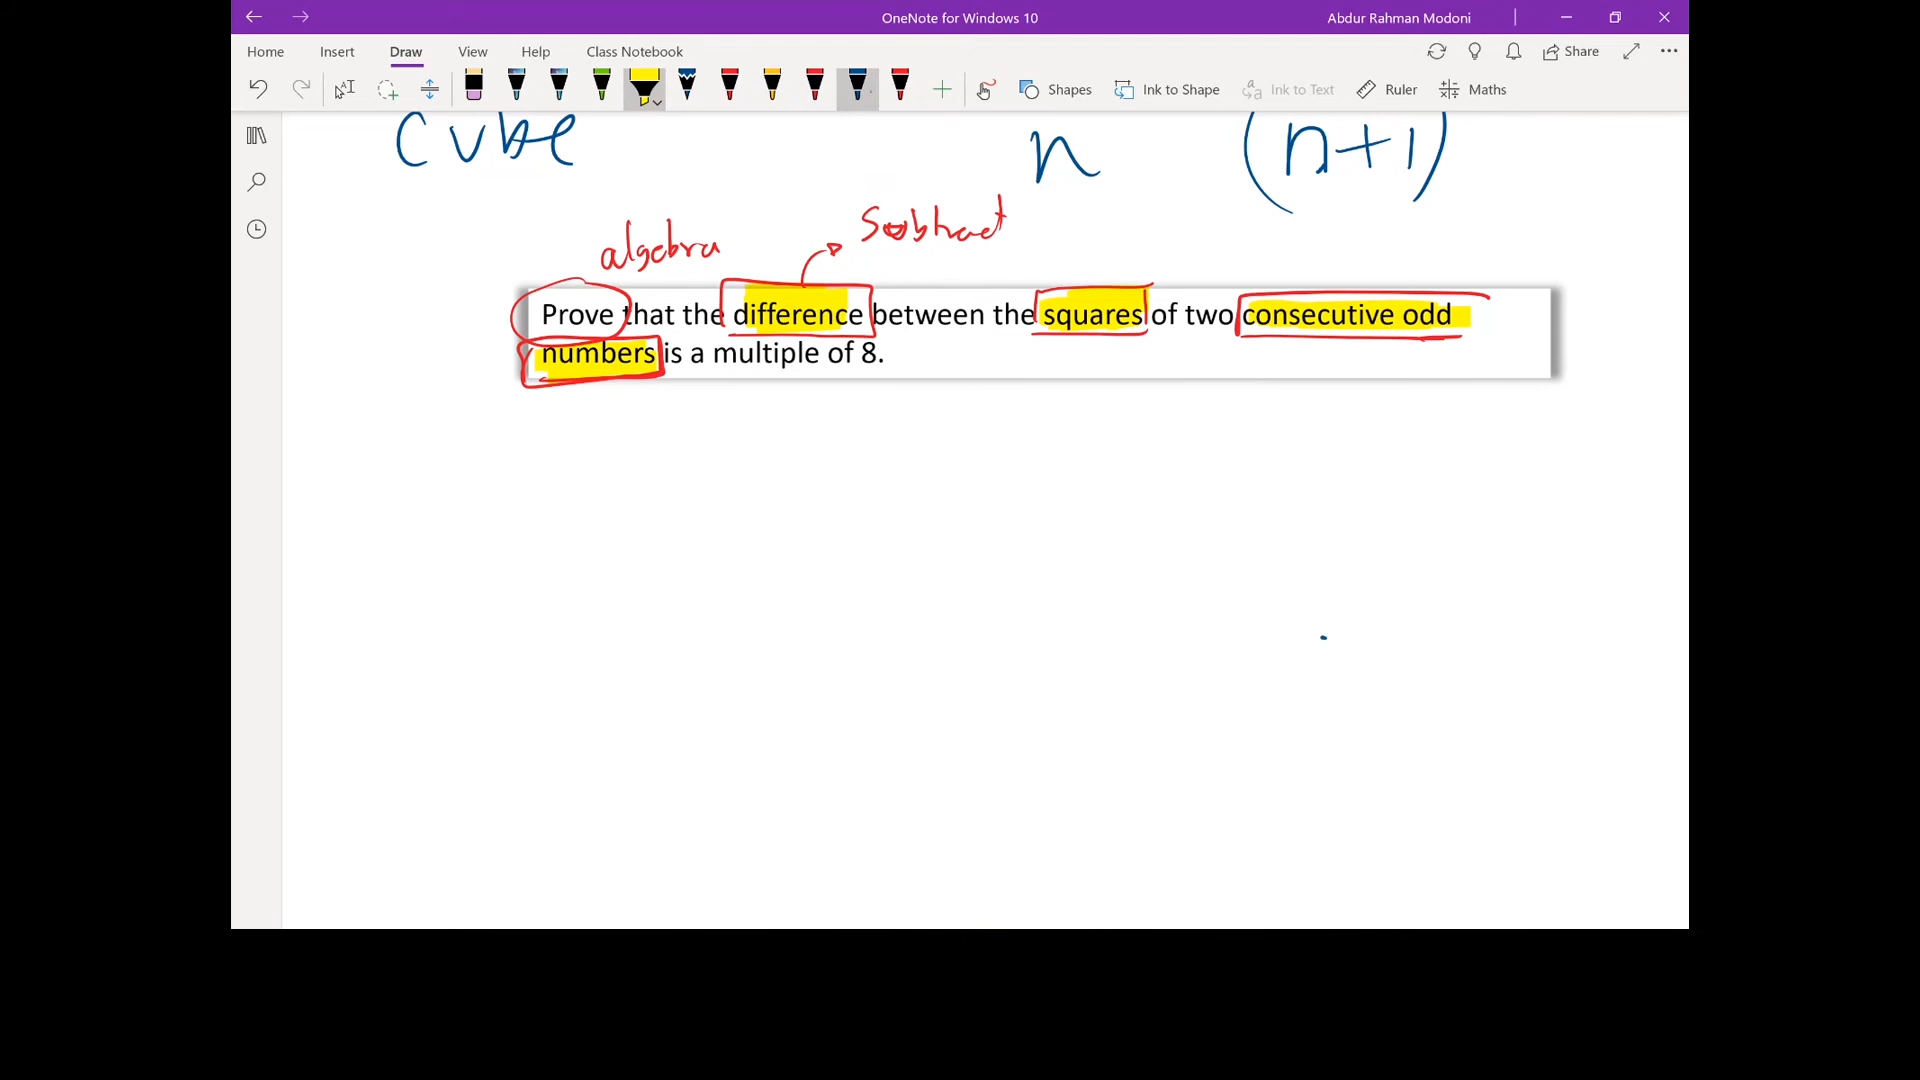 OneNote for Windows 10
Abdur Rahman Modoni
Home Insert Draw View Help Class Notebook
Share
Shapes Ink to Shape Ink to Text Ruler Maths
cube n (n+1)
algebra Subtract
Prove that the difference between the squares of two consecutive odd
numbers is a multiple of 8.